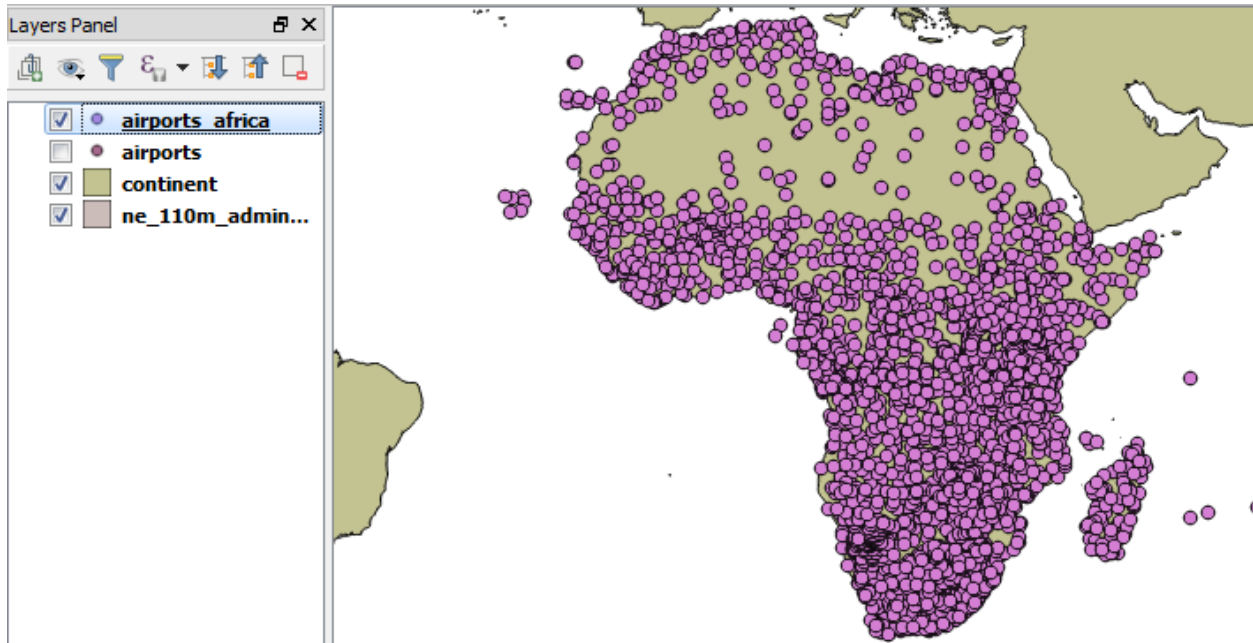 Layers Panel
airports_africa
airports
continent
ne_110m_admin...